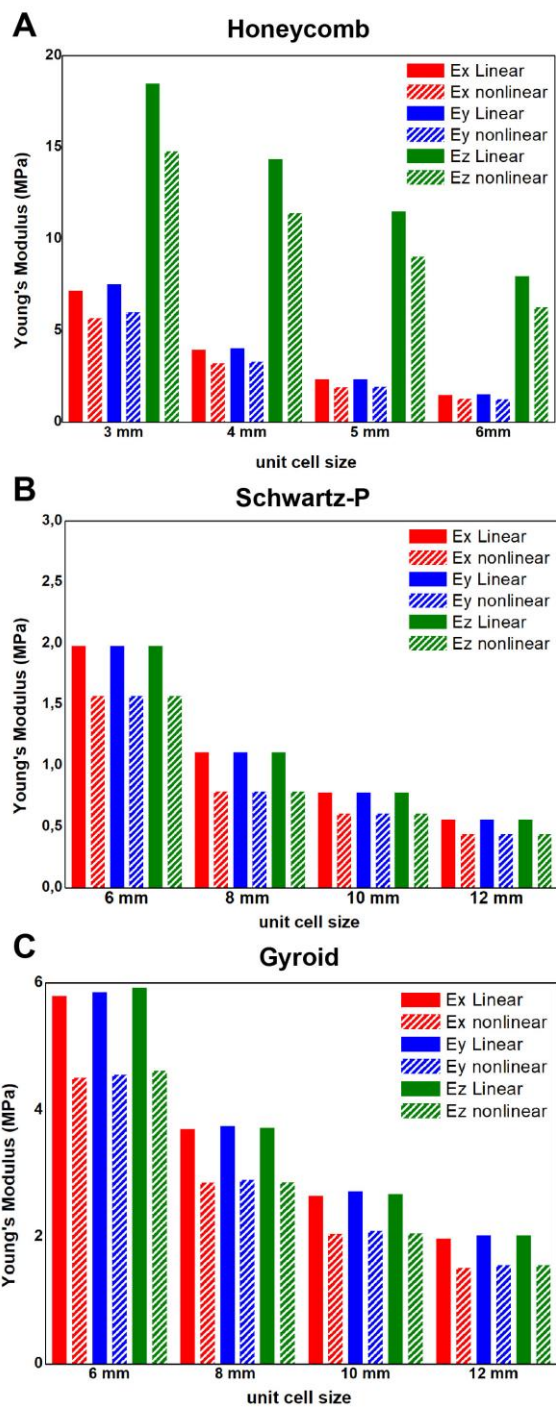 A
Honeycomb
20
15
10
5
0
Young's Modulus (MPa)
Ex Linear
Ex nonlinear
Ey Linear
Ey nonlinear
Ez Linear
Ez nonlinear
3 mm 4 mm 5 mm 6mm
unit cell size
B
Schwartz-P
3,0
2,5
2,0
1,5
1,0
0,5
0,0
Young's Modulus (MPa)
Ex Linear
Ex nonlinear
Ey Linear
Ey nonlinear
Ez Linear
Ez nonlinear
6 mm 8 mm 10 mm 12 mm
unit cell size
C
Gyroid
6
4
2
0
Young's Modulus (MPa)
Ex Linear
Ex nonlinear
Ey Linear
Ey nonlinear
Ez Linear
Ez nonlinear
6 mm 8 mm 10 mm 12 mm
unit cell size